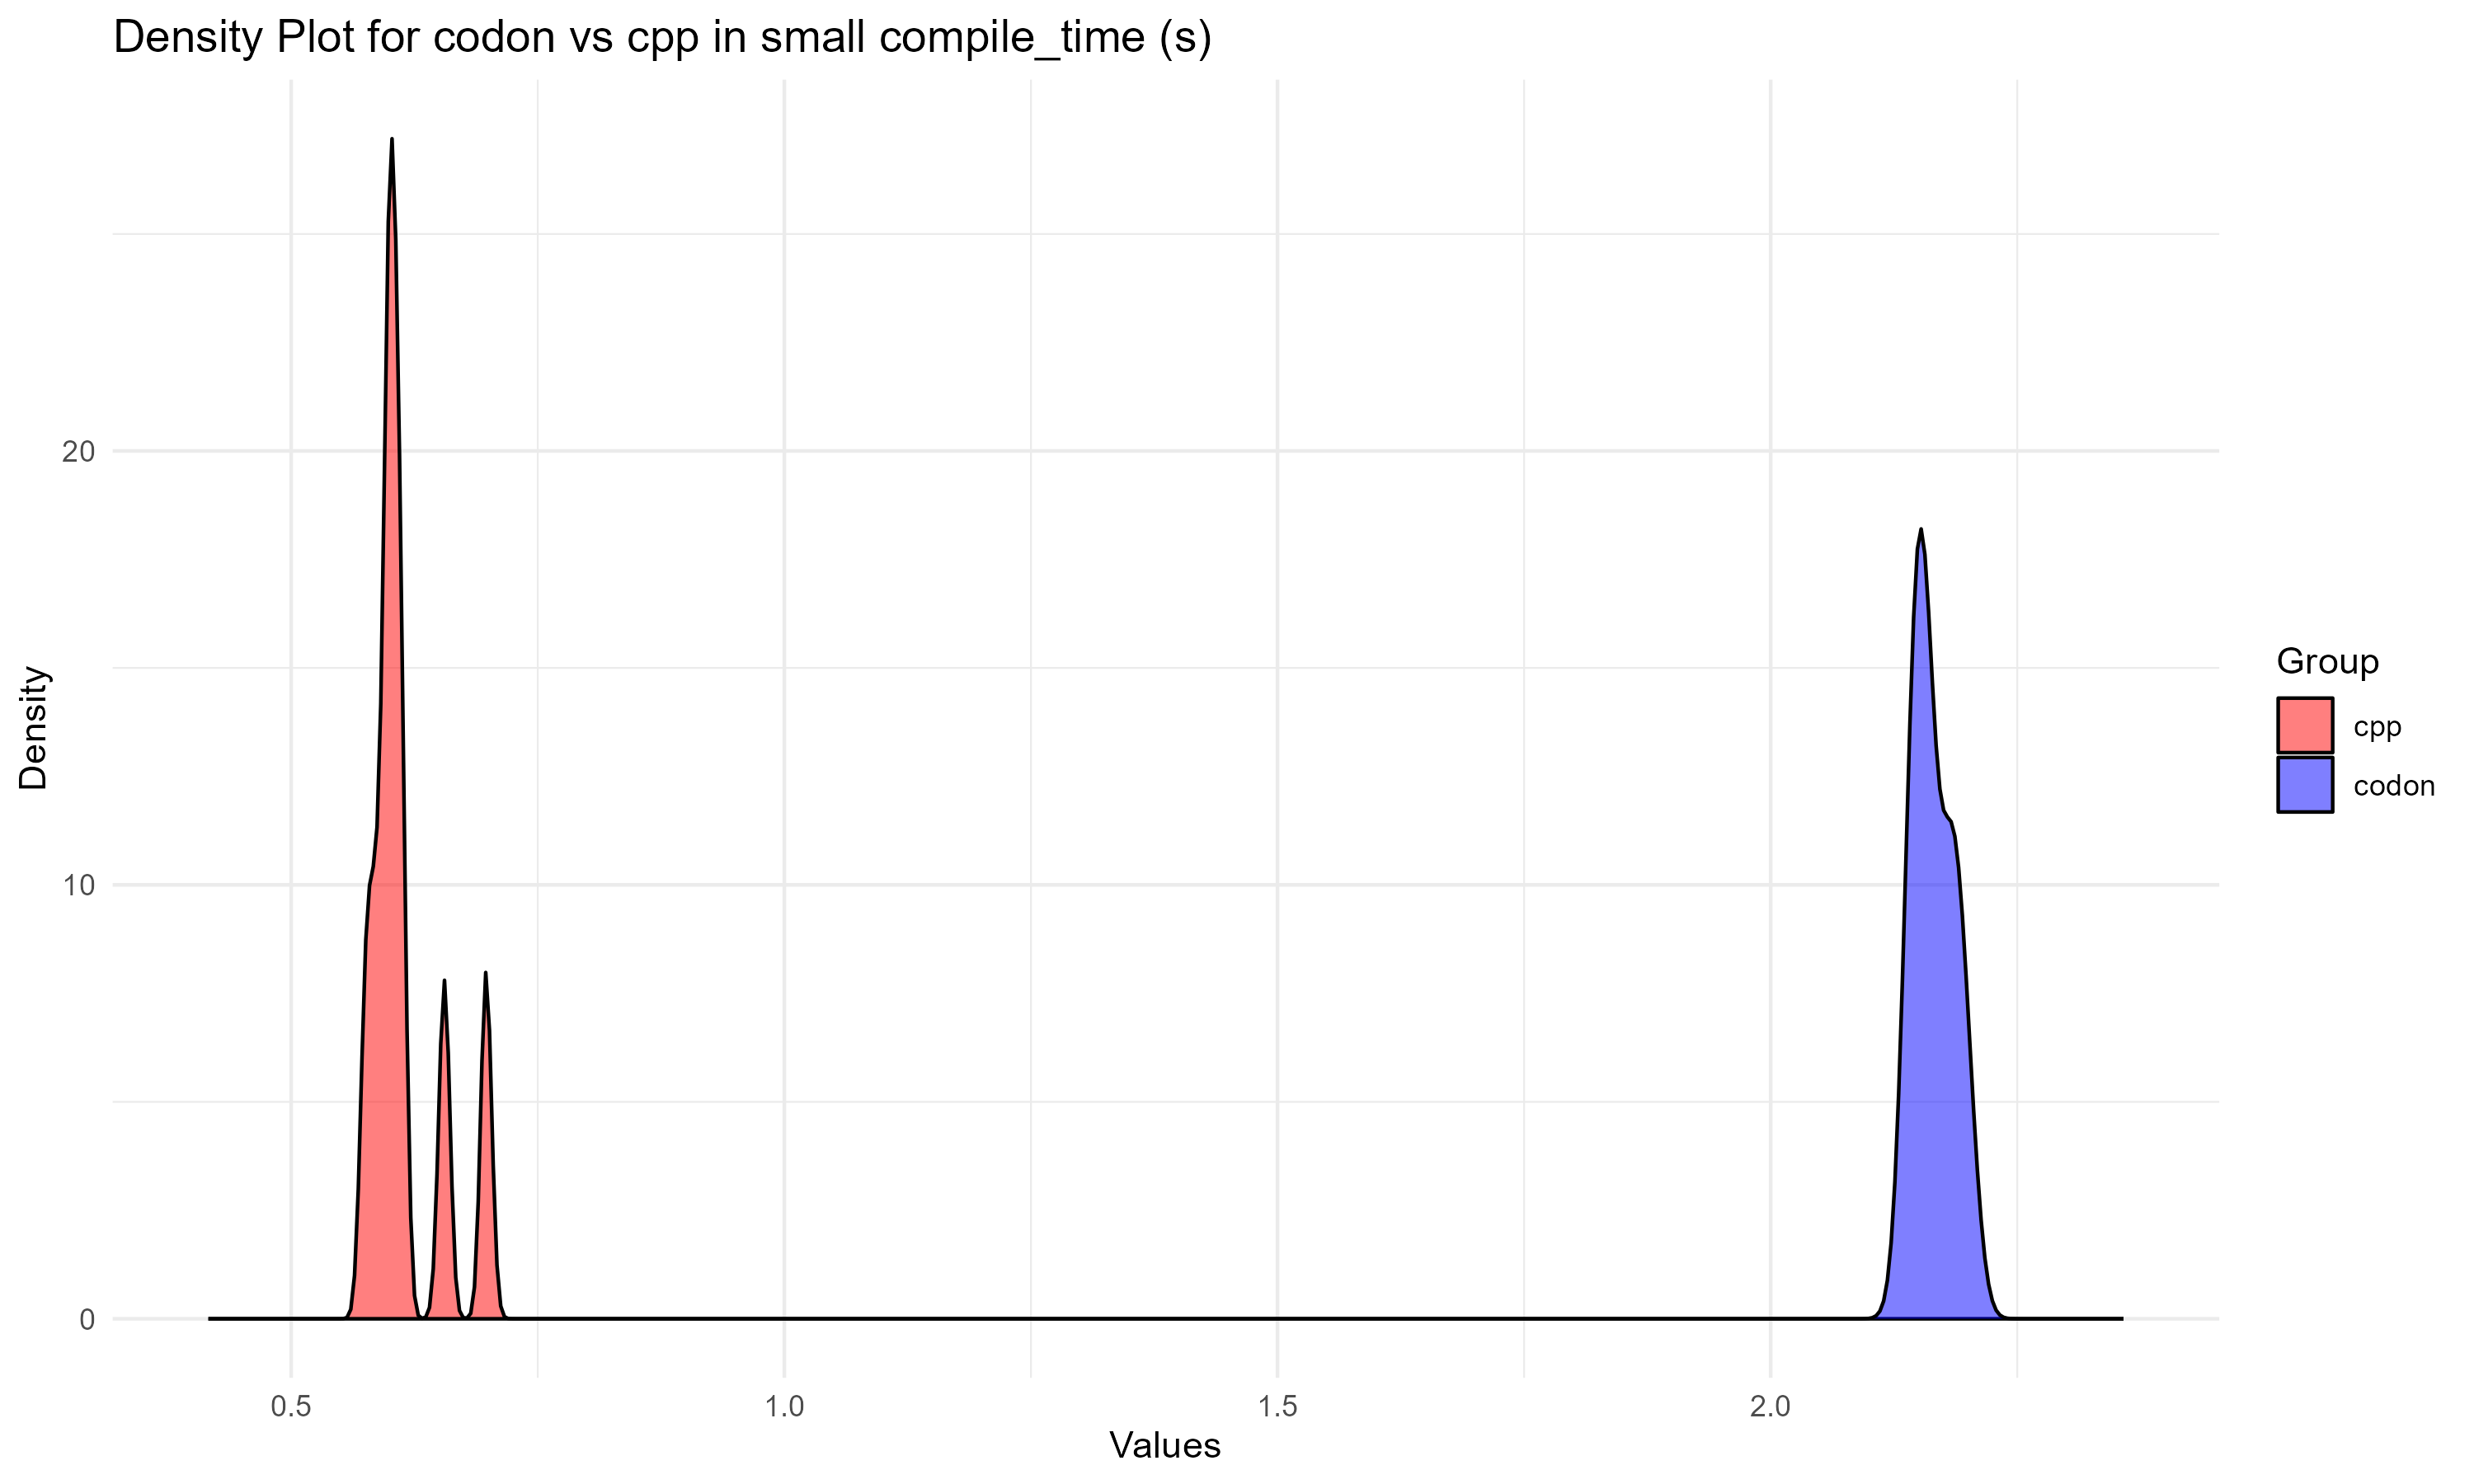 Density Plot for codon vs cpp in small compile_time (s)
Density
20
10
0
0.5
1.0
1.5
2.0
Values
Group
cpp
codon